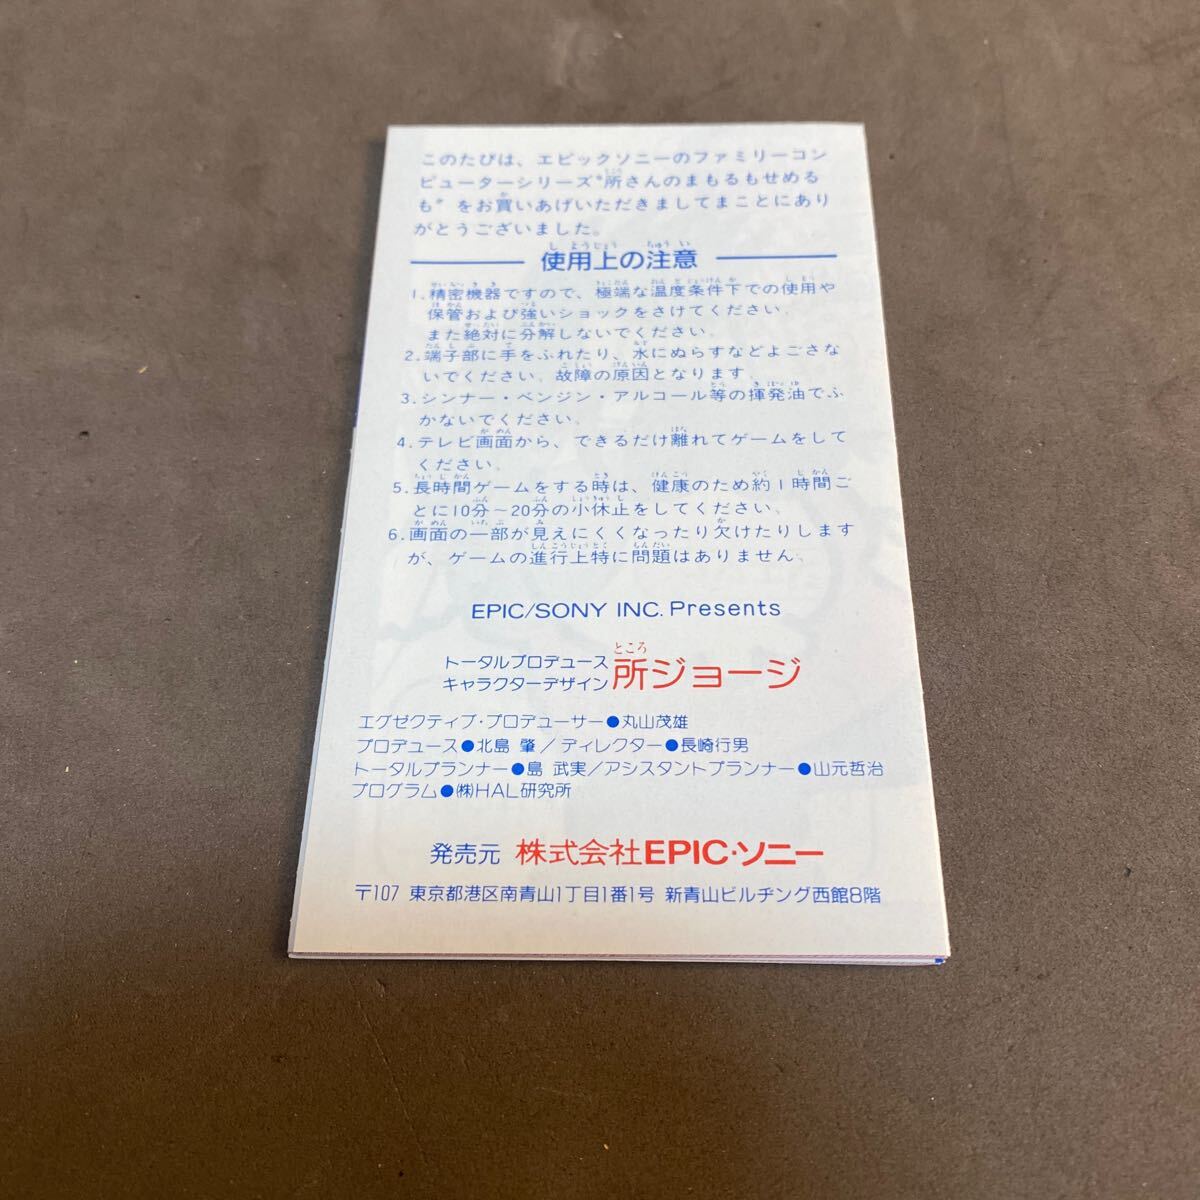 このたびは、エピックソニーのファミリーコン
ピューターシリーズ〝所さんのまもるもせめる
も〟をお買いあげいただきましてまことにあり
がとうございました。
使用上の注意
1.精密機器ですので、極端な温度条件下での使用や
保管および強いショックをさけてください。
また絶対に分解しないでください。
2.端子部に手をふれたり、水にぬらすなどよごさな
いでください。故障の原因となります。
3.シンナー・ベンジン・アルコール等の揮発油でふ
かないでください。
4.テレビ画面から、できるだけ離れてゲームをして
ください。
5.長時間ゲームをする時は、健康のため約1時間ご
とに10分～20分の小休止をしてください。
6.画面の一部が見えにくくなったり欠けたりします
が、ゲームの進行上特に問題はありません。
EPIC/SONY INC. Presents
トータルプロデュース
キャラクターデザイン 所ジョージ
エグゼクティブ・プロデューサー●丸山茂雄
プロデュース●北島 肇／ディレクター●長崎行男
トータルプランナー●島 武実／アシスタントプランナー●山元哲治
プログラム●㈱HAL研究所
発売元 株式会社EPIC・ソニー
〒107 東京都港区南青山1丁目1番1号 新青山ビルヂング西館8階